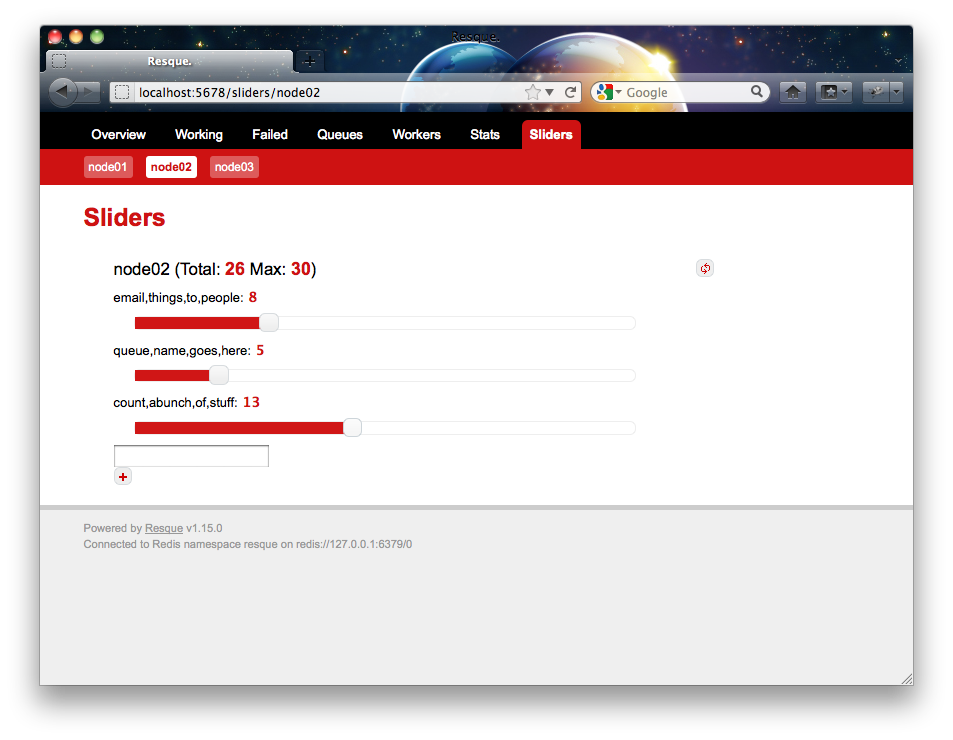 Resque.
Resque.
localhost:5678/sliders/node02
Google
Overview Working Failed Queues Workers Stats Sliders
node01 node02 node03
Sliders
node02 (Total: 26 Max: 30)
email,things,to,people: 8
queue,name,goes,here: 5
count,abunch,of,stuff: 13
Powered by Resque v1.15.0
Connected to Redis namespace resque on redis://127.0.0.1:6379/0